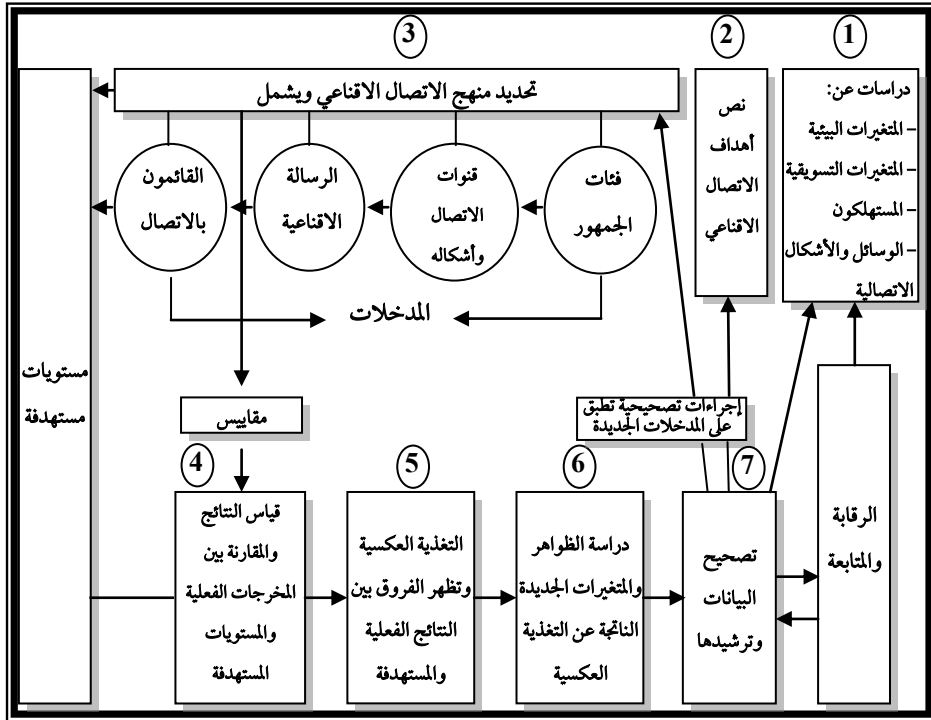 1
دراسات عن:
– المتغيرات البيئية
– المتغيرات التسويقية
– المستهلكون
– الوسائل والأشكال
الاتصالية
2
نص
أهداف
الاتصال
الاقناعي
3
تحديد منهج الاتصال الاقناعي ويشمل
فئات
الجمهور
قنوات
الاتصال
وأشكاله
الرسالة
الاقناعية
القائمون
بالاتصال
المدخلات
مستويات
مستهدفة
مقاييس
إجراءات تصحيحية تطبق
على المدخلات الجديدة
4
قياس النتائج
والمقارنة بين
المخرجات الفعلية
والمستويات
المستهدفة
5
التغذية العكسية
وتظهر الفروق بين
النتائج الفعلية
والمستهدفة
6
دراسة الظواهر
والمتغيرات الجديدة
الناتجة عن التغذية
العكسية
7
تصحيح
البيانات
وترشيدها
الرقابة
والمتابعة